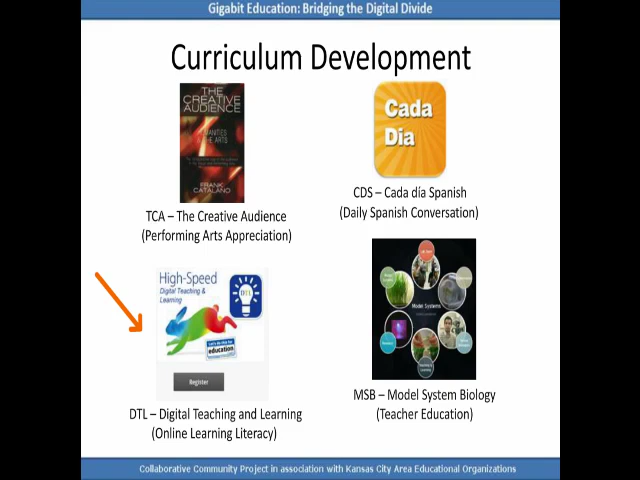 Gigabit Education: Bridging the Digital Divide
Curriculum Development
THE
CREATIVE
AUDIENCE
HUMANITIES
& THE ARTS
FRANK
CATALANO
Cada
Dia
TCA – The Creative Audience
(Performing Arts Appreciation)
CDS – Cada día Spanish
(Daily Spanish Conversation)
High-Speed
Digital Teaching &
Learning
DTL
education
Register
Model Systems
DTL – Digital Teaching and Learning
(Online Learning Literacy)
MSB – Model System Biology
(Teacher Education)
Collaborative Community Project in association with Kansas City Area Educational Organizations